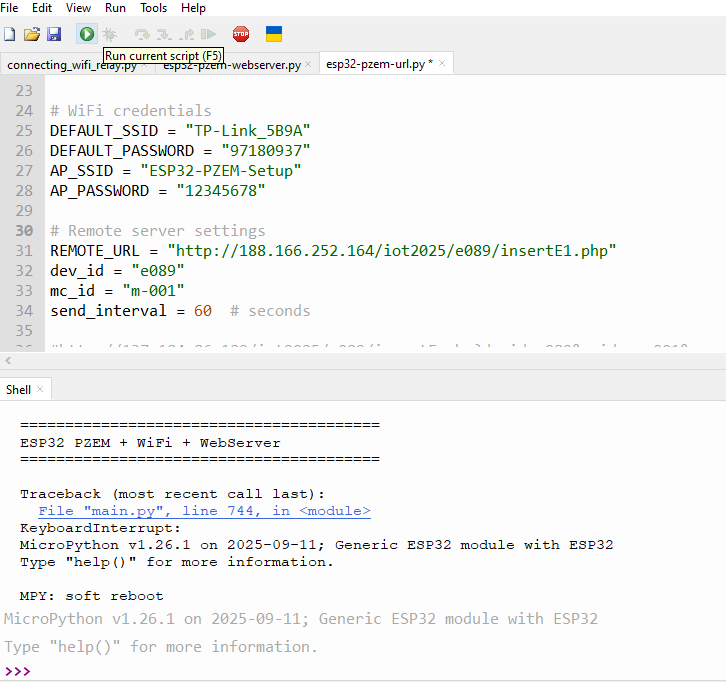 File Edit View Run Tools Help
STOP
Run current script (F5)
connecting_wifi_relay.py esp32-pzem-webserver.py × esp32-pzem-url.py * ×
23
24 # WiFi credentials
25 DEFAULT_SSID = "TP-Link_5B9A"
26 DEFAULT_PASSWORD = "97180937"
27 AP_SSID = "ESP32-PZEM-Setup"
28 AP_PASSWORD = "12345678"
29
30 # Remote server settings
31 REMOTE_URL = "http://188.166.252.164/iot2025/e089/insertE1.php"
32 dev_id = "e089"
33 mc_id = "m-001"
34 send_interval = 60 # seconds
35
Shell ×
========================================
ESP32 PZEM + WiFi + WebServer
========================================
Traceback (most recent call last):
File "main.py", line 744, in <module>
KeyboardInterrupt:
MicroPython v1.26.1 on 2025-09-11; Generic ESP32 module with ESP32
Type "help()" for more information.
MPY: soft reboot
MicroPython v1.26.1 on 2025-09-11; Generic ESP32 module with ESP32
Type "help()" for more information.
>>>